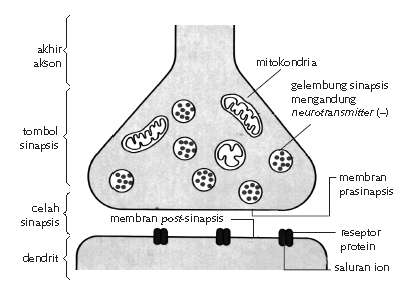 akhir
akson
mitokondria
gelembung sinapsis
mengandung
neurotransmitter (–)
tombol
sinapsis
membran
prasinapsis
celah
sinapsis
membran post-sinapsis
reseptor
protein
dendrit
saluran ion